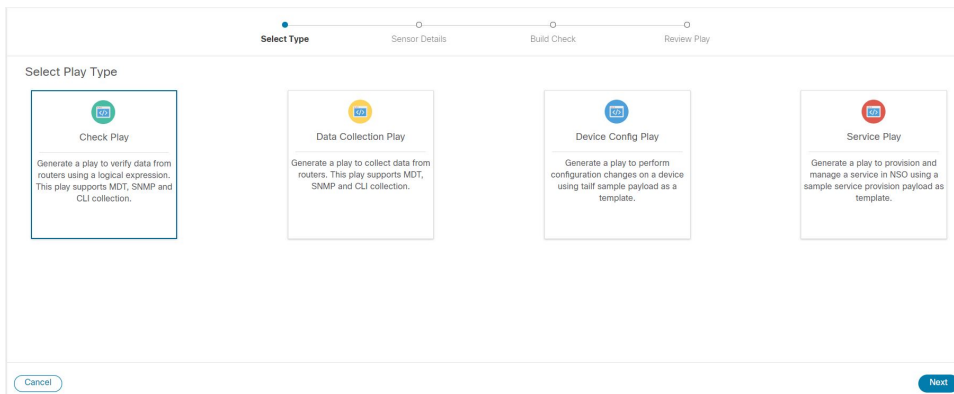 Select Type
Sensor Details
Build Check
Review Play
Select Play Type
Check Play
Generate a play to verify data from
routers using a logical expression.
This play supports MDT, SNMP and
CLI collection.
Data Collection Play
Generate a play to collect data from
routers. This play supports MDT,
SNMP and CLI collection.
Device Config Play
Generate a play to perform
configuration changes on a device
using tailf sample payload as a
template.
Service Play
Generate a play to provision and
manage a service in NSO using a
sample service provision payload as
template.
Cancel
Next